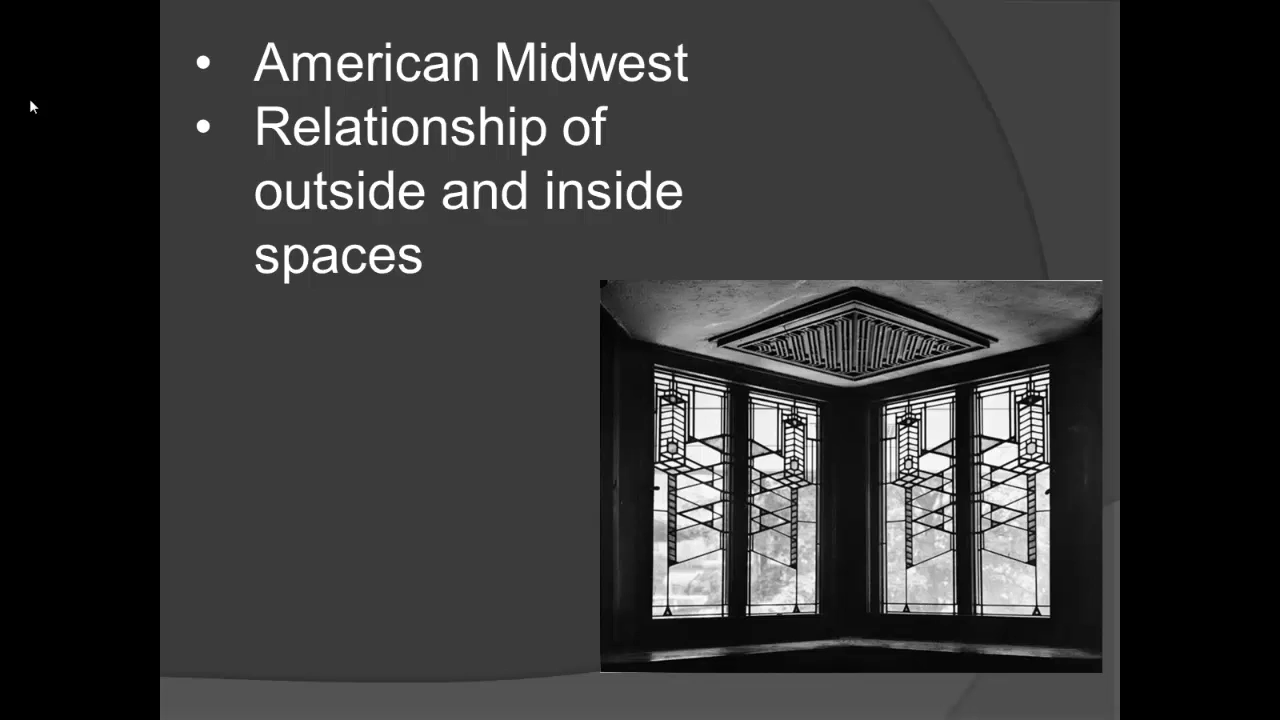 • American Midwest
• Relationship of
outside and inside
spaces